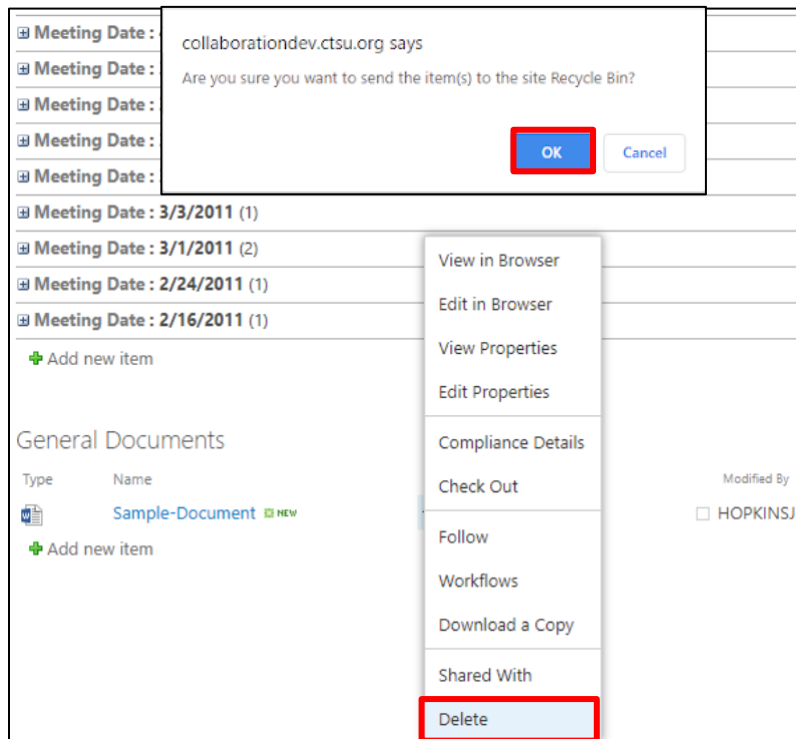 Meeting Date :
collaborationdev.ctsu.org says
Meeting Date :
Are you sure you want to send the item(s) to the site Recycle Bin?
Meeting Date :
Meeting Date :
OK Cancel
Meeting Date :
Meeting Date : 3/3/2011 (1)
Meeting Date : 3/1/2011 (2)
Meeting Date : 2/24/2011 (1)
Meeting Date : 2/16/2011 (1)
Add new item
View in Browser
Edit in Browser
View Properties
Edit Properties
Compliance Details
Check Out
Follow
Workflows
Download a Copy
Shared With
Delete
General Documents
Type Name Modified By
Sample-Document NEW HOPKINSJ
Add new item